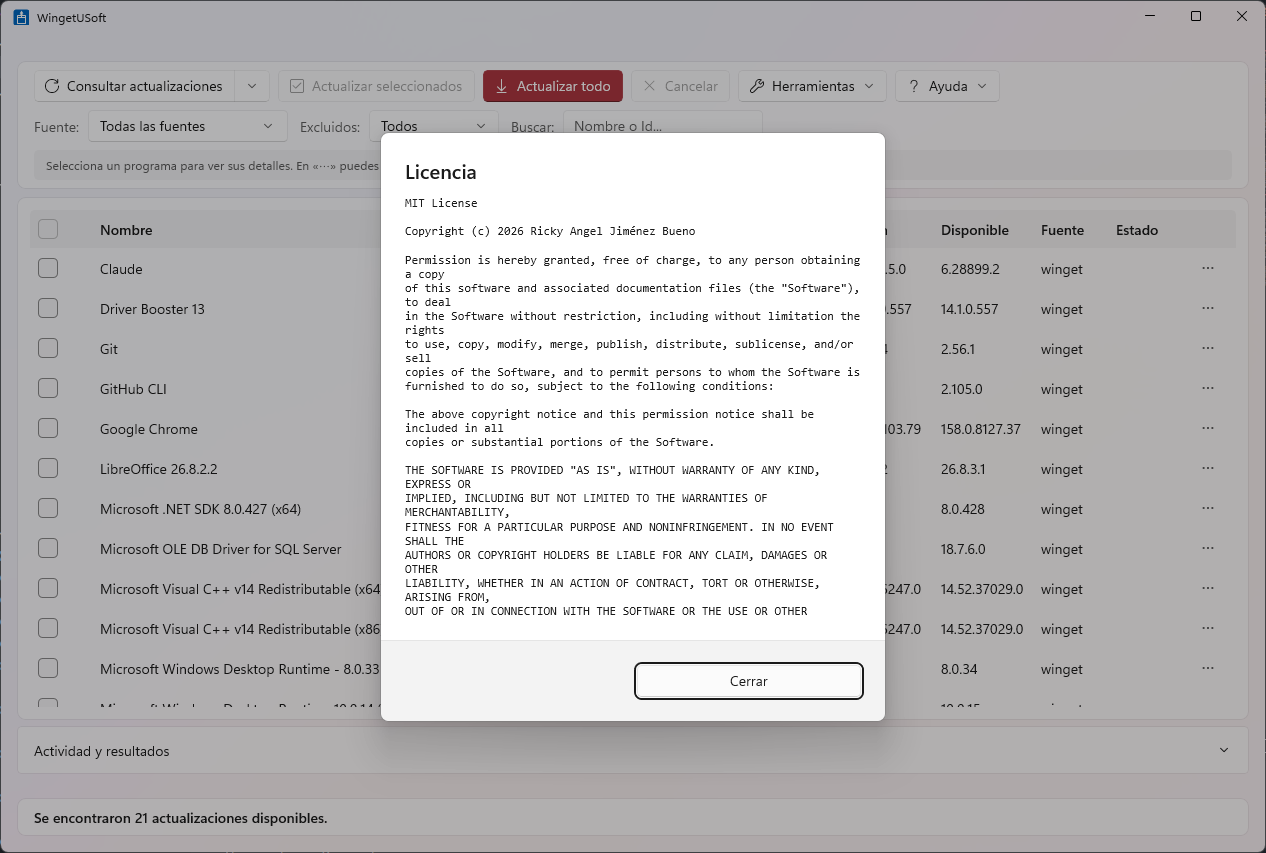 WingetUSoft
Consultar actualizaciones
Actualizar seleccionados
Actualizar todo
Cancelar
Herramientas
? Ayuda
Fuente:
Todas las fuentes
Excluidos:
Todos
Buscar:
Nombre o Id...
Selecciona un programa para ver sus detalles. En «···» puedes
Licencia
MIT License
Copyright (c) 2026 Ricky Angel Jiménez Bueno
Permission is hereby granted, free of charge, to any person obtaining
a copy
of this software and associated documentation files (the "Software"),
to deal
in the Software without restriction, including without limitation the
rights
to use, copy, modify, merge, publish, distribute, sublicense, and/or
sell
copies of the Software, and to permit persons to whom the Software is
furnished to do so, subject to the following conditions:
The above copyright notice and this permission notice shall be
included in all
copies or substantial portions of the Software.
THE SOFTWARE IS PROVIDED "AS IS", WITHOUT WARRANTY OF ANY KIND,
EXPRESS OR
IMPLIED, INCLUDING BUT NOT LIMITED TO THE WARRANTIES OF
MERCHANTABILITY,
FITNESS FOR A PARTICULAR PURPOSE AND NONINFRINGEMENT. IN NO EVENT
SHALL THE
AUTHORS OR COPYRIGHT HOLDERS BE LIABLE FOR ANY CLAIM, DAMAGES OR
OTHER
LIABILITY, WHETHER IN AN ACTION OF CONTRACT, TORT OR OTHERWISE,
ARISING FROM,
OUT OF OR IN CONNECTION WITH THE SOFTWARE OR THE USE OR OTHER
Cerrar
Nombre Disponible Fuente Estado
Claude .5.0 6.28899.2 winget ···
Driver Booster 13 .557 14.1.0.557 winget ···
Git 2.56.1 winget ···
GitHub CLI 2.105.0 winget ···
Google Chrome 103.79 158.0.8127.37 winget ···
LibreOffice 26.8.2.2 26.8.3.1 winget ···
Microsoft .NET SDK 8.0.427 (x64) 8.0.428 winget ···
Microsoft OLE DB Driver for SQL Server 18.7.6.0 winget ···
Microsoft Visual C++ v14 Redistributable (x64 6247.0 14.52.37029.0 winget ···
Microsoft Visual C++ v14 Redistributable (x86 6247.0 14.52.37029.0 winget ···
Microsoft Windows Desktop Runtime - 8.0.33 8.0.34 winget ···
Actividad y resultados
Se encontraron 21 actualizaciones disponibles.